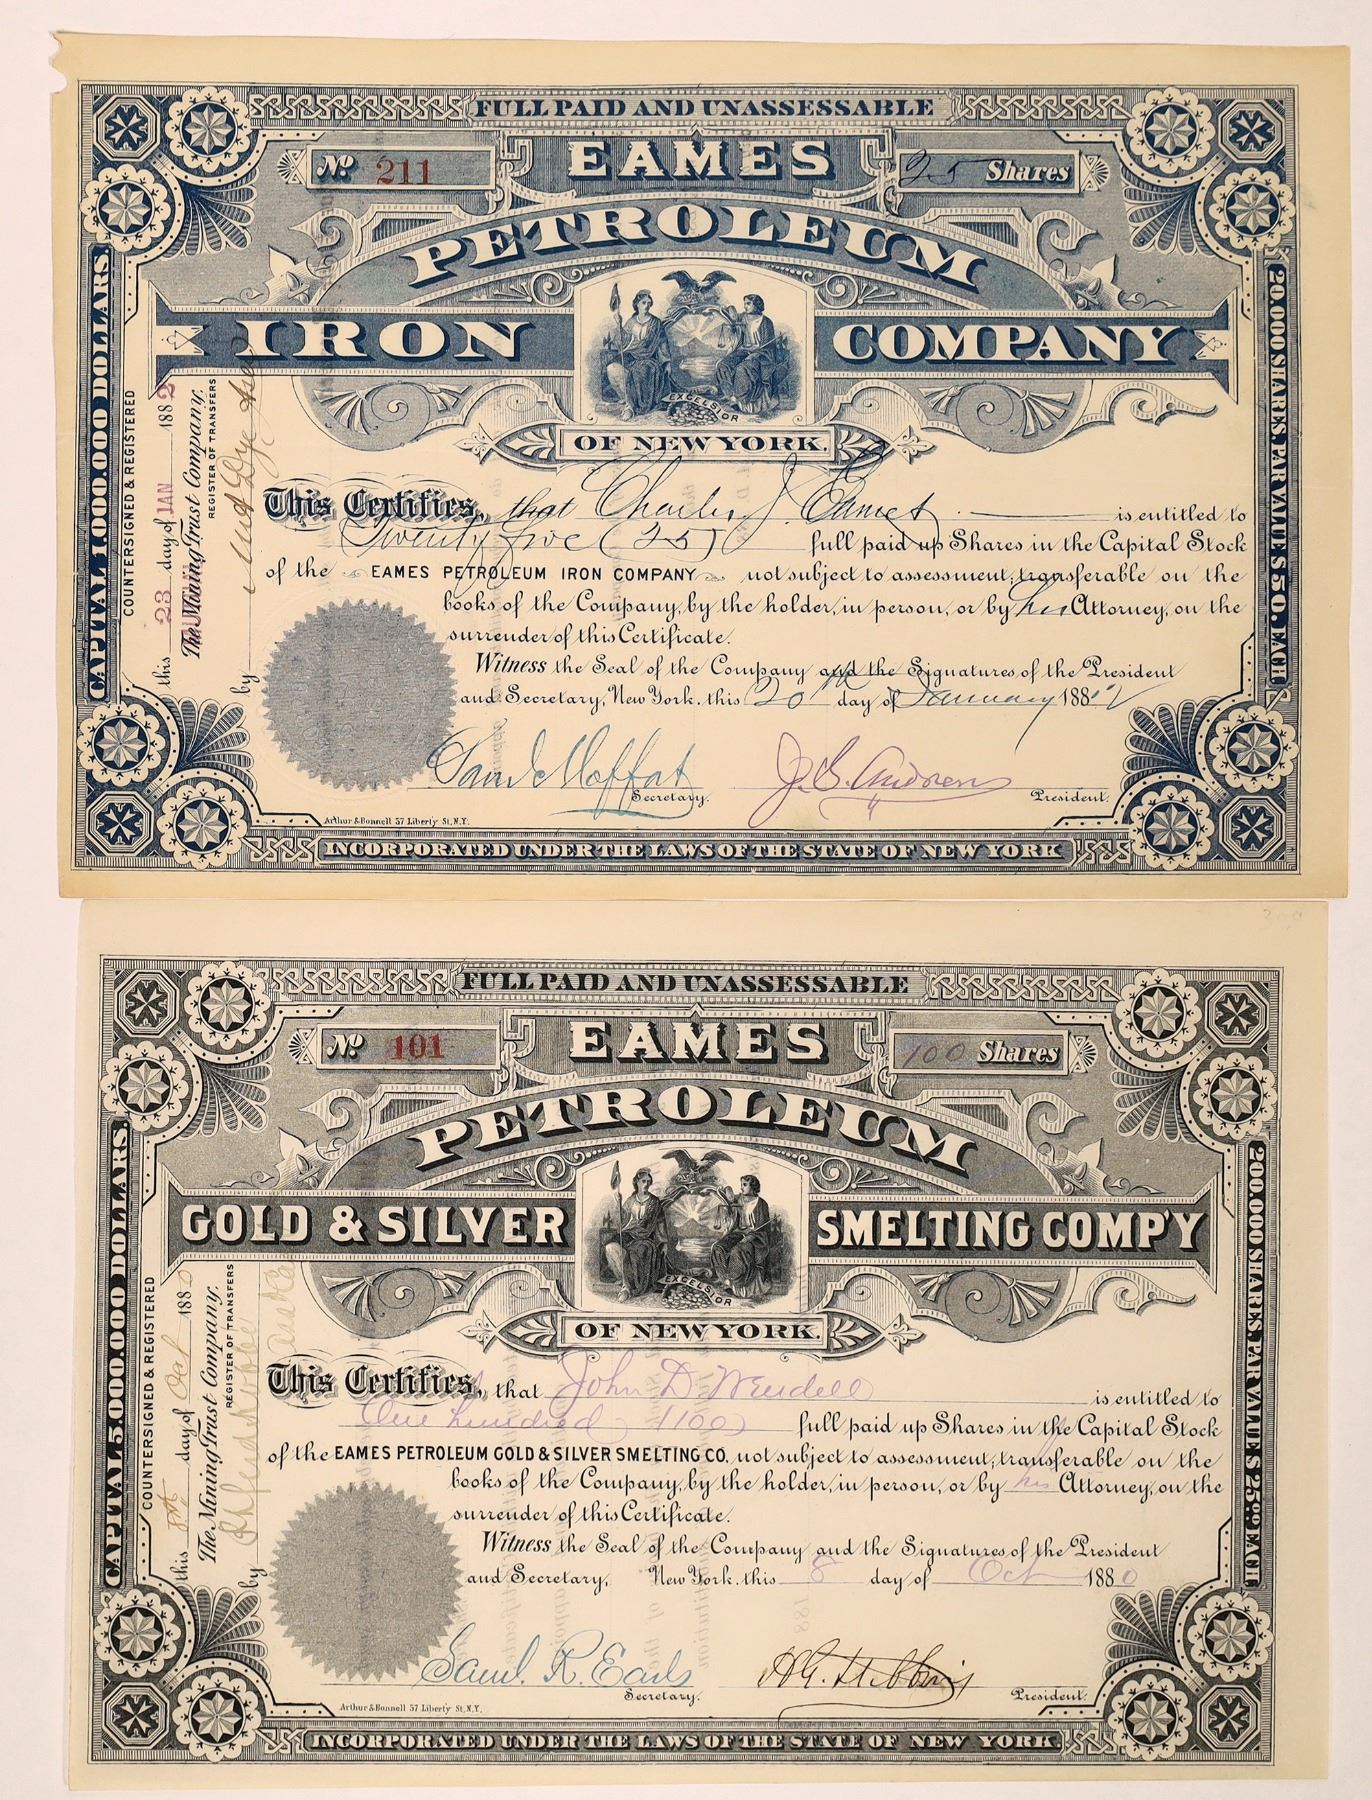 FULL PAID AND UNASSESSABLE
No. 211
EAMES
25 Shares
PETROLEUM
IRON COMPANY
EXCELSIOR
OF NEW YORK.
CAPITAL 1,000,000 DOLLARS
COUNTERSIGNED & REGISTERED
this 23 day of JAN 1882
The Mining Trust Company.
REGISTER OF TRANSFERS
by
20,000 SHARES, PAR VALUE $50. EACH
This Certifies, that Charles J. Eames is entitled to
Twenty five (25) full paid up Shares in the Capital Stock
of the EAMES PETROLEUM IRON COMPANY not subject to assessment; transferable on the
books of the Company, by the holder, in person, or by his Attorney, on the
surrender of this Certificate.
Witness the Seal of the Company and the Signatures of the President
and Secretary, New York. this 20th day of January 1882
Saml Moffat J. B. Andrews
Secretary. President.
Arthur & Bonnell 57 Liberty St, N.Y.
INCORPORATED UNDER THE LAWS OF THE STATE OF NEW YORK
FULL PAID AND UNASSESSABLE
No. 101
EAMES
100 Shares
PETROLEUM
GOLD & SILVER SMELTING COMP'Y
EXCELSIOR
OF NEW YORK.
CAPITAL 5,000,000 DOLLARS.
COUNTERSIGNED & REGISTERED
this 8th day of Oct 1880
The Mining Trust Company.
REGISTER OF TRANSFERS
by
200,000 SHARES, PAR VALUE $25.00 EACH
This Certifies, that John D Wendell is entitled to
One hundred (100) full paid up Shares in the Capital Stock
of the EAMES PETROLEUM GOLD & SILVER SMELTING CO. not subject to assessment; transferable on the
books of the Company, by the holder, in person, or by his Attorney, on the
surrender of this Certificate.
Witness the Seal of the Company and the Signatures of the President
and Secretary, New York. this 8 day of Oct 1880
Saml. R. Earls
Secretary. President.
Arthur & Bonnell 57 Liberty St, N.Y.
INCORPORATED UNDER THE LAWS OF THE STATE OF NEW YORK